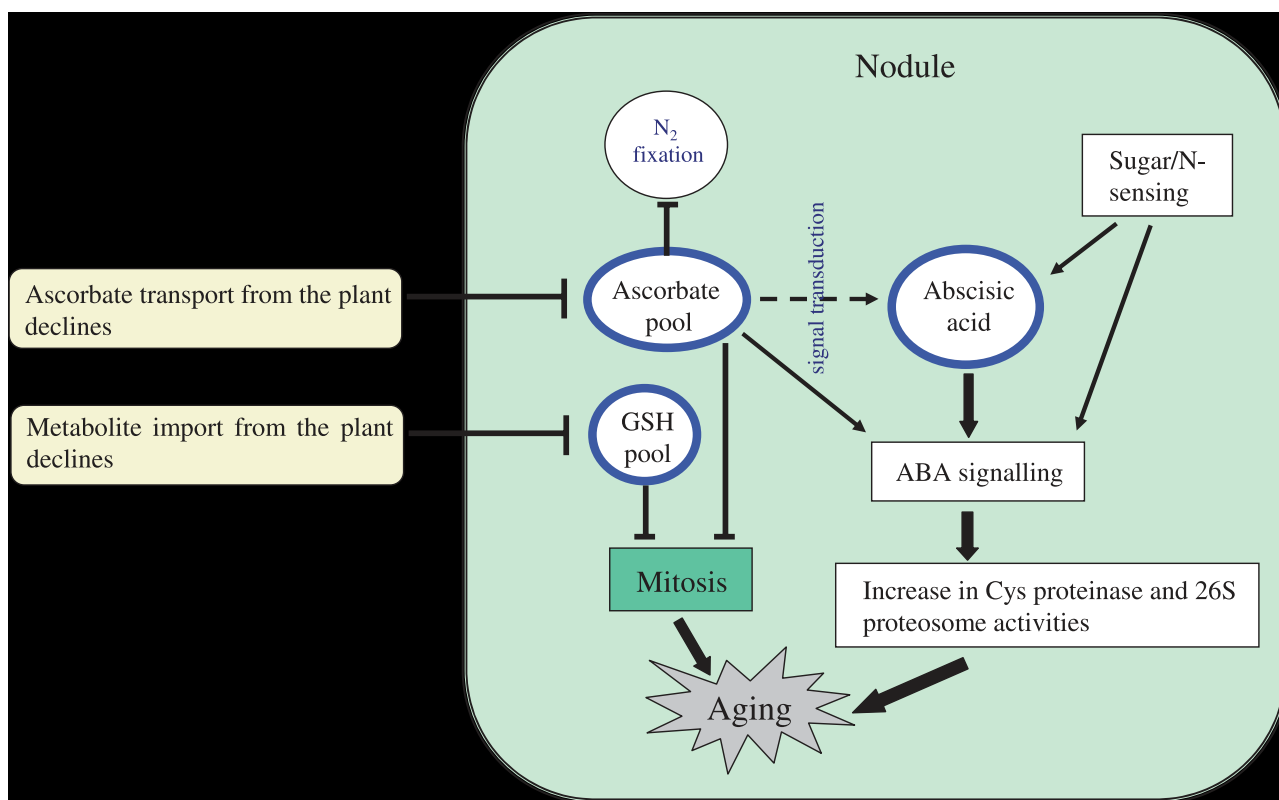 Nodule
N₂
fixation
Sugar/N-
sensing
signal transduction
Ascorbate transport from the plant
declines
Ascorbate
pool
Abscisic
acid
Metabolite import from the plant
declines
GSH
pool
ABA signalling
Mitosis
Increase in Cys proteinase and 26S
proteosome activities
Aging